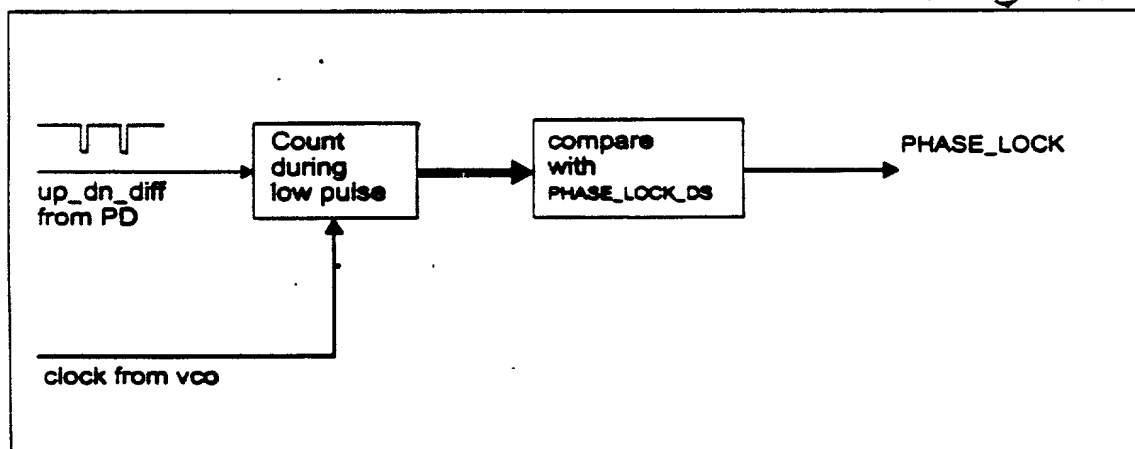 Count
during
low pulse
compare
with
PHASE_LOCK_DS
PHASE_LOCK
up_dn_diff
from PD
clock from vco